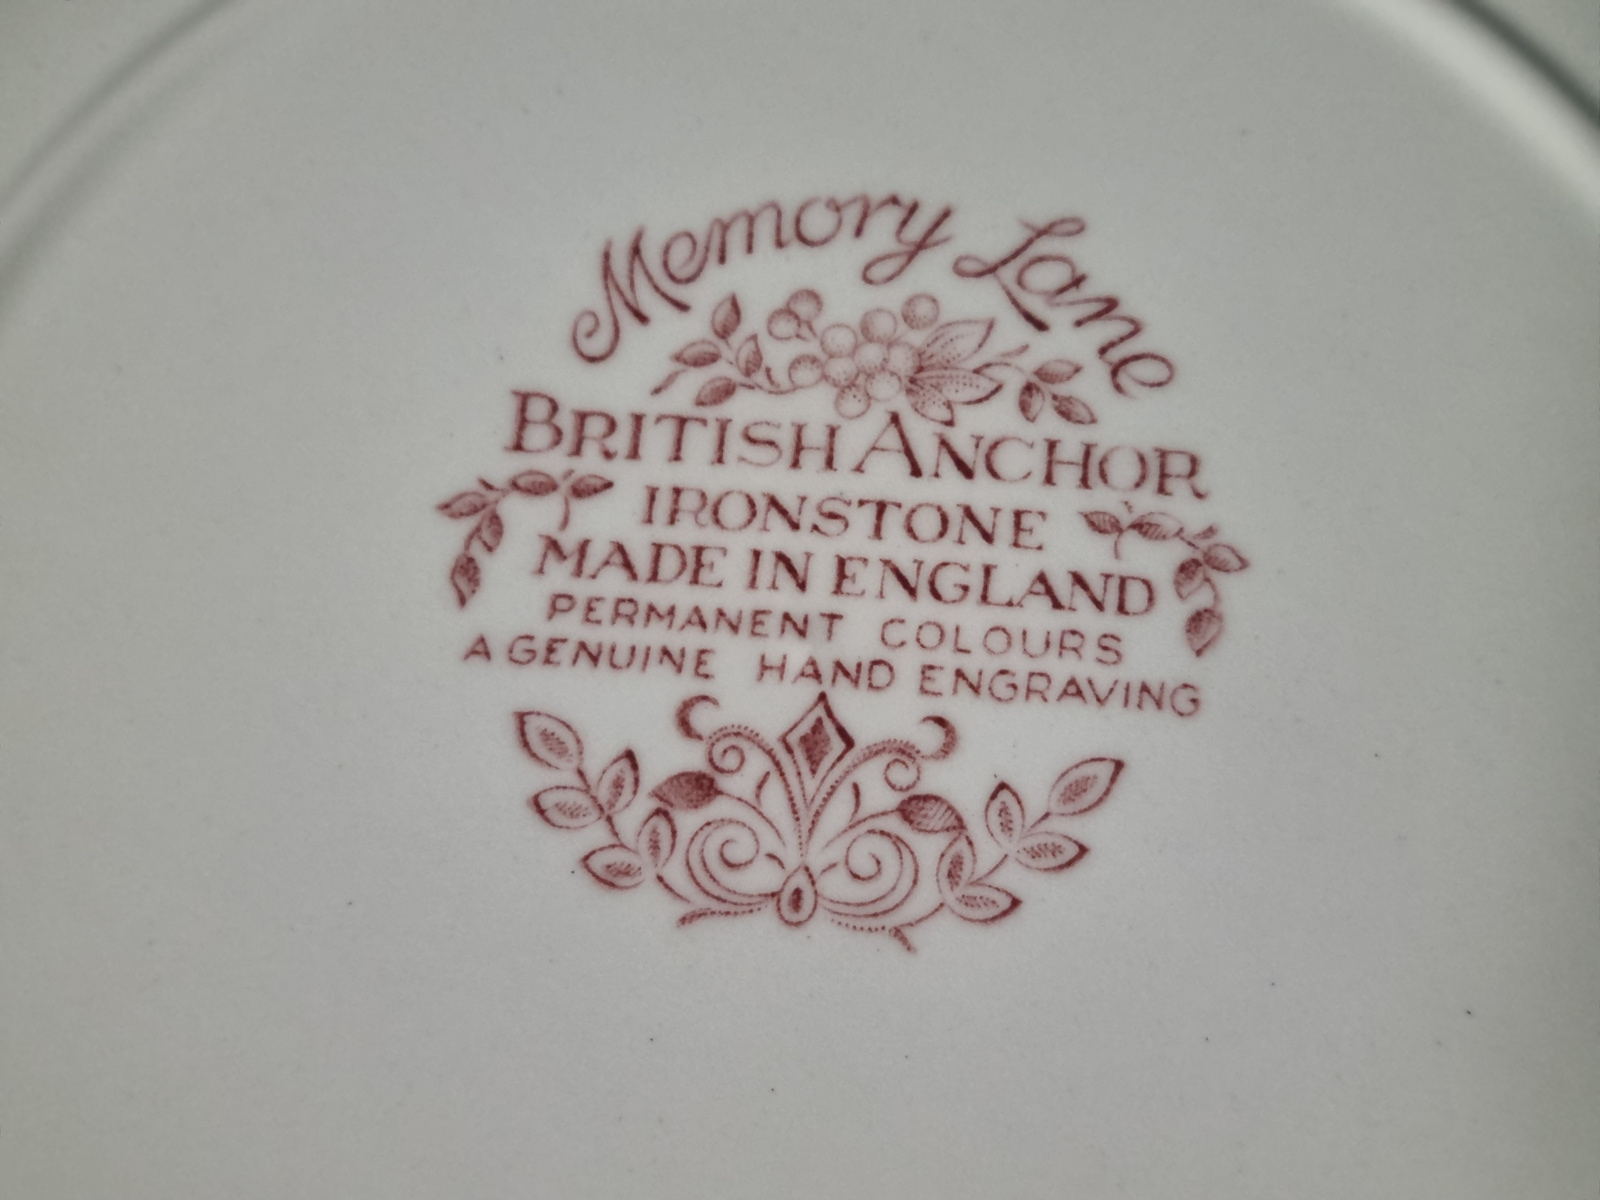 Memory Lane
BRITISH ANCHOR
IRONSTONE
MADE IN ENGLAND
PERMANENT COLOURS
A GENUINE HAND ENGRAVING